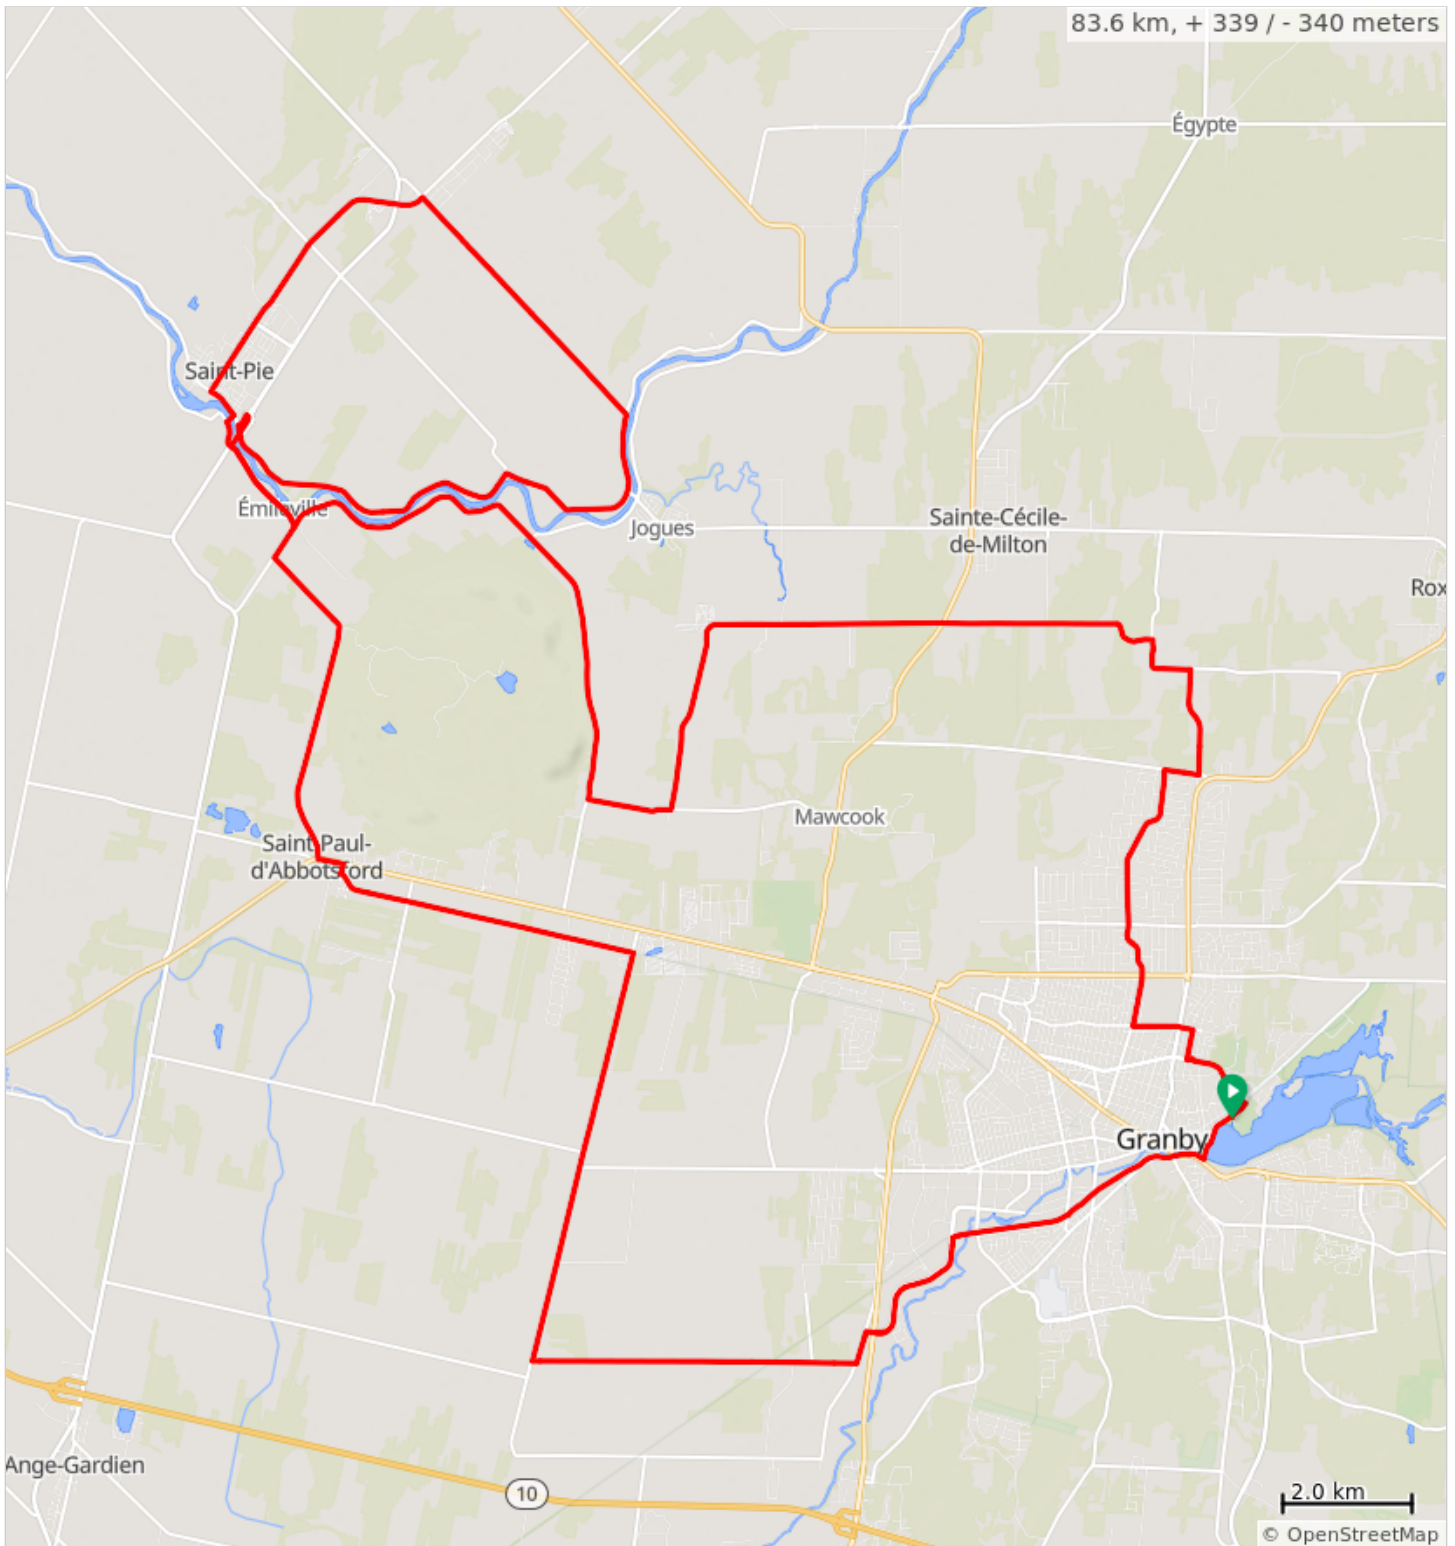 83.6 km, + 339 / - 340 meters
Égypte
Saint-Pie
Émileville
Jogues
Sainte-Cécile-
de-Milton
Rox
Mawcook
Saint-Paul-
d'Abbotsford
Granby
Ange-Gardien
10
2.0 km
© OpenStreetMap